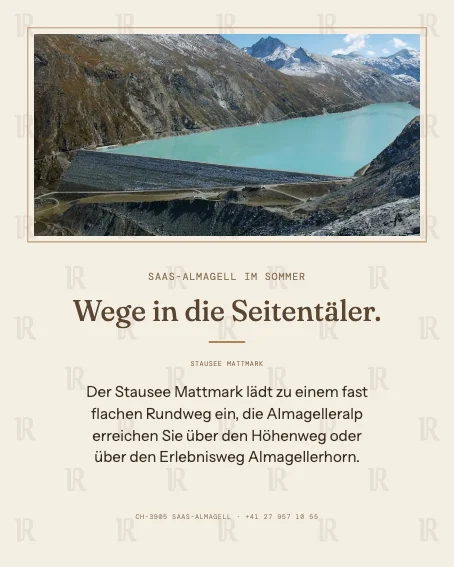 SAAS-ALMAGELL IM SOMMER
Wege in die Seitentäler.
STAUSEE MATTMARK
Der Stausee Mattmark lädt zu einem fast
flachen Rundweg ein, die Almagelleralp
erreichen Sie über den Höhenweg oder
über den Erlebnisweg Almagellerhorn.
CH-3905 SAAS-ALMAGELL · +41 27 957 10 55